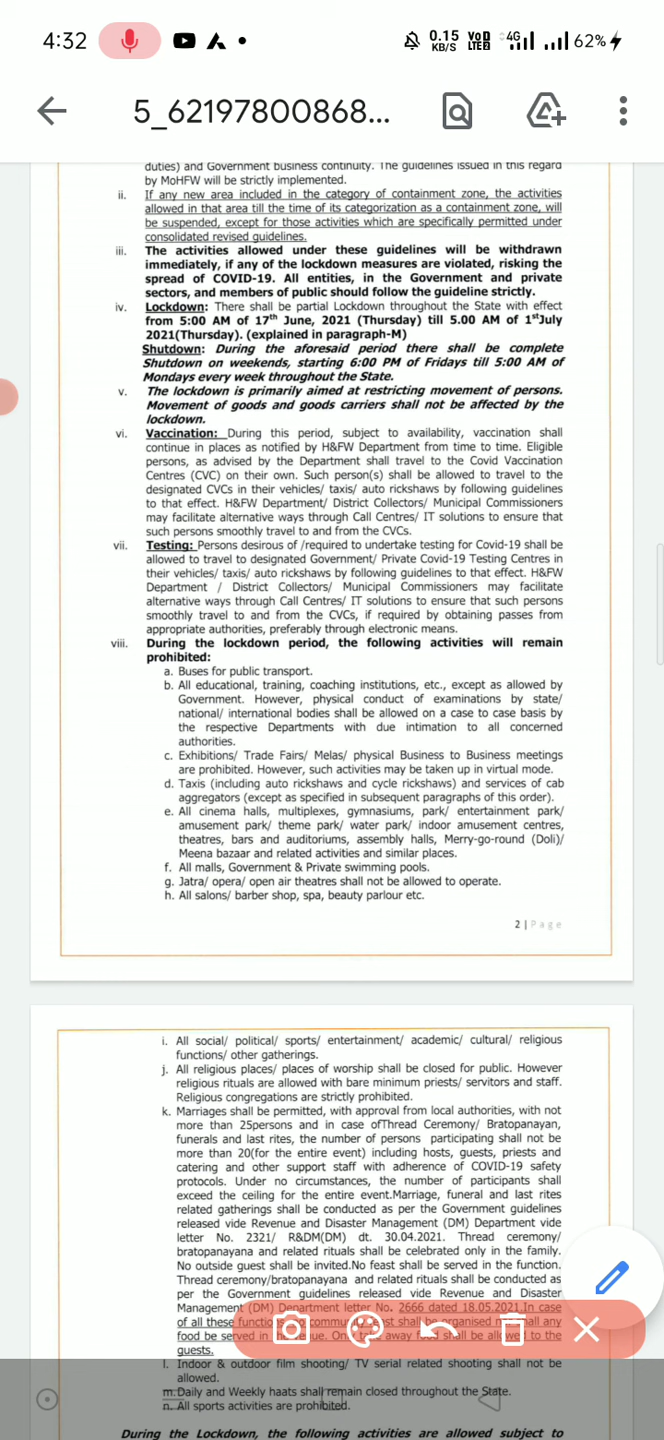 4:32
0.15 KB/S VoD LTE2 4G 62%
5_62197800868...
duties) and Government business continuity. The guidelines issued in this regard
by MoHFW will be strictly implemented.
ii. If any new area included in the category of containment zone, the activities
allowed in that area till the time of its categorization as a containment zone, will
be suspended, except for those activities which are specifically permitted under
consolidated revised guidelines.
iii. The activities allowed under these guidelines will be withdrawn
immediately, if any of the lockdown measures are violated, risking the
spread of COVID-19. All entities, in the Government and private
sectors, and members of public should follow the guideline strictly.
iv. Lockdown: There shall be partial Lockdown throughout the State with effect
from 5:00 AM of 17th June, 2021 (Thursday) till 5.00 AM of 1stJuly
2021(Thursday). (explained in paragraph-M)
Shutdown: During the aforesaid period there shall be complete
Shutdown on weekends, starting 6:00 PM of Fridays till 5:00 AM of
Mondays every week throughout the State.
v. The lockdown is primarily aimed at restricting movement of persons.
Movement of goods and goods carriers shall not be affected by the
lockdown.
vi. Vaccination: During this period, subject to availability, vaccination shall
continue in places as notified by H&FW Department from time to time. Eligible
persons, as advised by the Department shall travel to the Covid Vaccination
Centres (CVC) on their own. Such person(s) shall be allowed to travel to the
designated CVCs in their vehicles/ taxis/ auto rickshaws by following guidelines
to that effect. H&FW Department/ District Collectors/ Municipal Commissioners
may facilitate alternative ways through Call Centres/ IT solutions to ensure that
such persons smoothly travel to and from the CVCs.
vii. Testing: Persons desirous of /required to undertake testing for Covid-19 shall be
allowed to travel to designated Government/ Private Covid-19 Testing Centres in
their vehicles/ taxis/ auto rickshaws by following guidelines to that effect. H&FW
Department / District Collectors/ Municipal Commissioners may facilitate
alternative ways through Call Centres/ IT solutions to ensure that such persons
smoothly travel to and from the CVCs, if required by obtaining passes from
appropriate authorities, preferably through electronic means.
viii. During the lockdown period, the following activities will remain
prohibited:
a. Buses for public transport.
b. All educational, training, coaching institutions, etc., except as allowed by
Government. However, physical conduct of examinations by state/
national/ international bodies shall be allowed on a case to case basis by
the respective Departments with due intimation to all concerned
authorities.
c. Exhibitions/ Trade Fairs/ Melas/ physical Business to Business meetings
are prohibited. However, such activities may be taken up in virtual mode.
d. Taxis (including auto rickshaws and cycle rickshaws) and services of cab
aggregators (except as specified in subsequent paragraphs of this order).
e. All cinema halls, multiplexes, gymnasiums, park/ entertainment park/
amusement park/ theme park/ water park/ indoor amusement centres,
theatres, bars and auditoriums, assembly halls, Merry-go-round (Doli)/
Meena bazaar and related activities and similar places.
f. All malls, Government & Private swimming pools.
g. Jatra/ opera/ open air theatres shall not be allowed to operate.
h. All salons/ barber shop, spa, beauty parlour etc.
2 | Page
i. All social/ political/ sports/ entertainment/ academic/ cultural/ religious
functions/ other gatherings.
j. All religious places/ places of worship shall be closed for public. However
religious rituals are allowed with bare minimum priests/ servitors and staff.
Religious congregations are strictly prohibited.
k. Marriages shall be permitted, with approval from local authorities, with not
more than 25persons and in case ofThread Ceremony/ Bratopanayan,
funerals and last rites, the number of persons participating shall not be
more than 20(for the entire event) including hosts, guests, priests and
catering and other support staff with adherence of COVID-19 safety
protocols. Under no circumstances, the number of participants shall
exceed the ceiling for the entire event.Marriage, funeral and last rites
related gatherings shall be conducted as per the Government guidelines
released vide Revenue and Disaster Management (DM) Department vide
letter No. 2321/ R&DM(DM) dt. 30.04.2021. Thread ceremony/
bratopanayana and related rituals shall be celebrated only in the family.
No outside guest shall be invited.No feast shall be served in the function.
Thread ceremony/bratopanayana and related rituals shall be conducted as
per the Government guidelines released vide Revenue and Disaster
Management (DM) Department letter No. 2666 dated 18.05.2021.In case
of all these shall be organised shall any
food be served in Only take away food shall be allowed to the
guests.
l. Indoor & outdoor film shooting/ TV serial related shooting shall not be
allowed.
m.Daily and Weekly haats shall remain closed throughout the State.
n. All sports activities are prohibited.
During the Lockdown, the following activities are allowed subject to